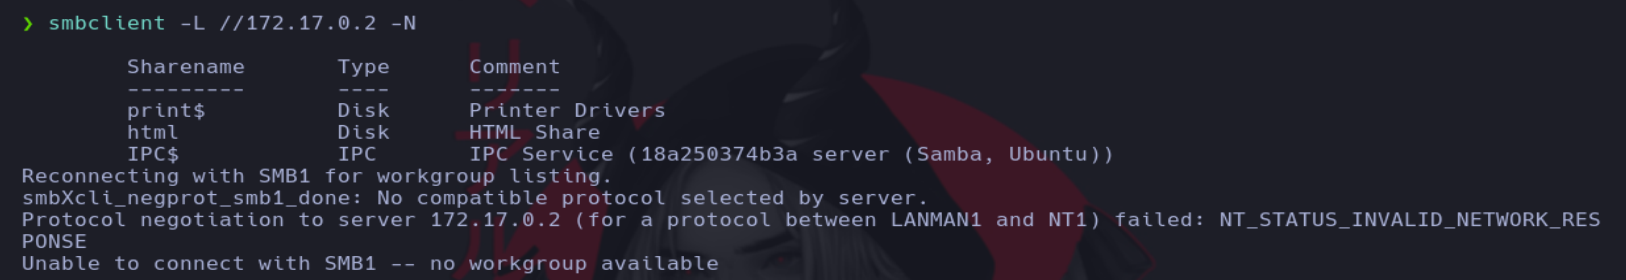 ❯ smbclient -L //172.17.0.2 -N
Sharename Type Comment
--------- ---- -------
print$ Disk Printer Drivers
html Disk HTML Share
IPC$ IPC IPC Service (18a250374b3a server (Samba, Ubuntu))
Reconnecting with SMB1 for workgroup listing.
smbXcli_negprot_smb1_done: No compatible protocol selected by server.
Protocol negotiation to server 172.17.0.2 (for a protocol between LANMAN1 and NT1) failed: NT_STATUS_INVALID_NETWORK_RES
PONSE
Unable to connect with SMB1 -- no workgroup available